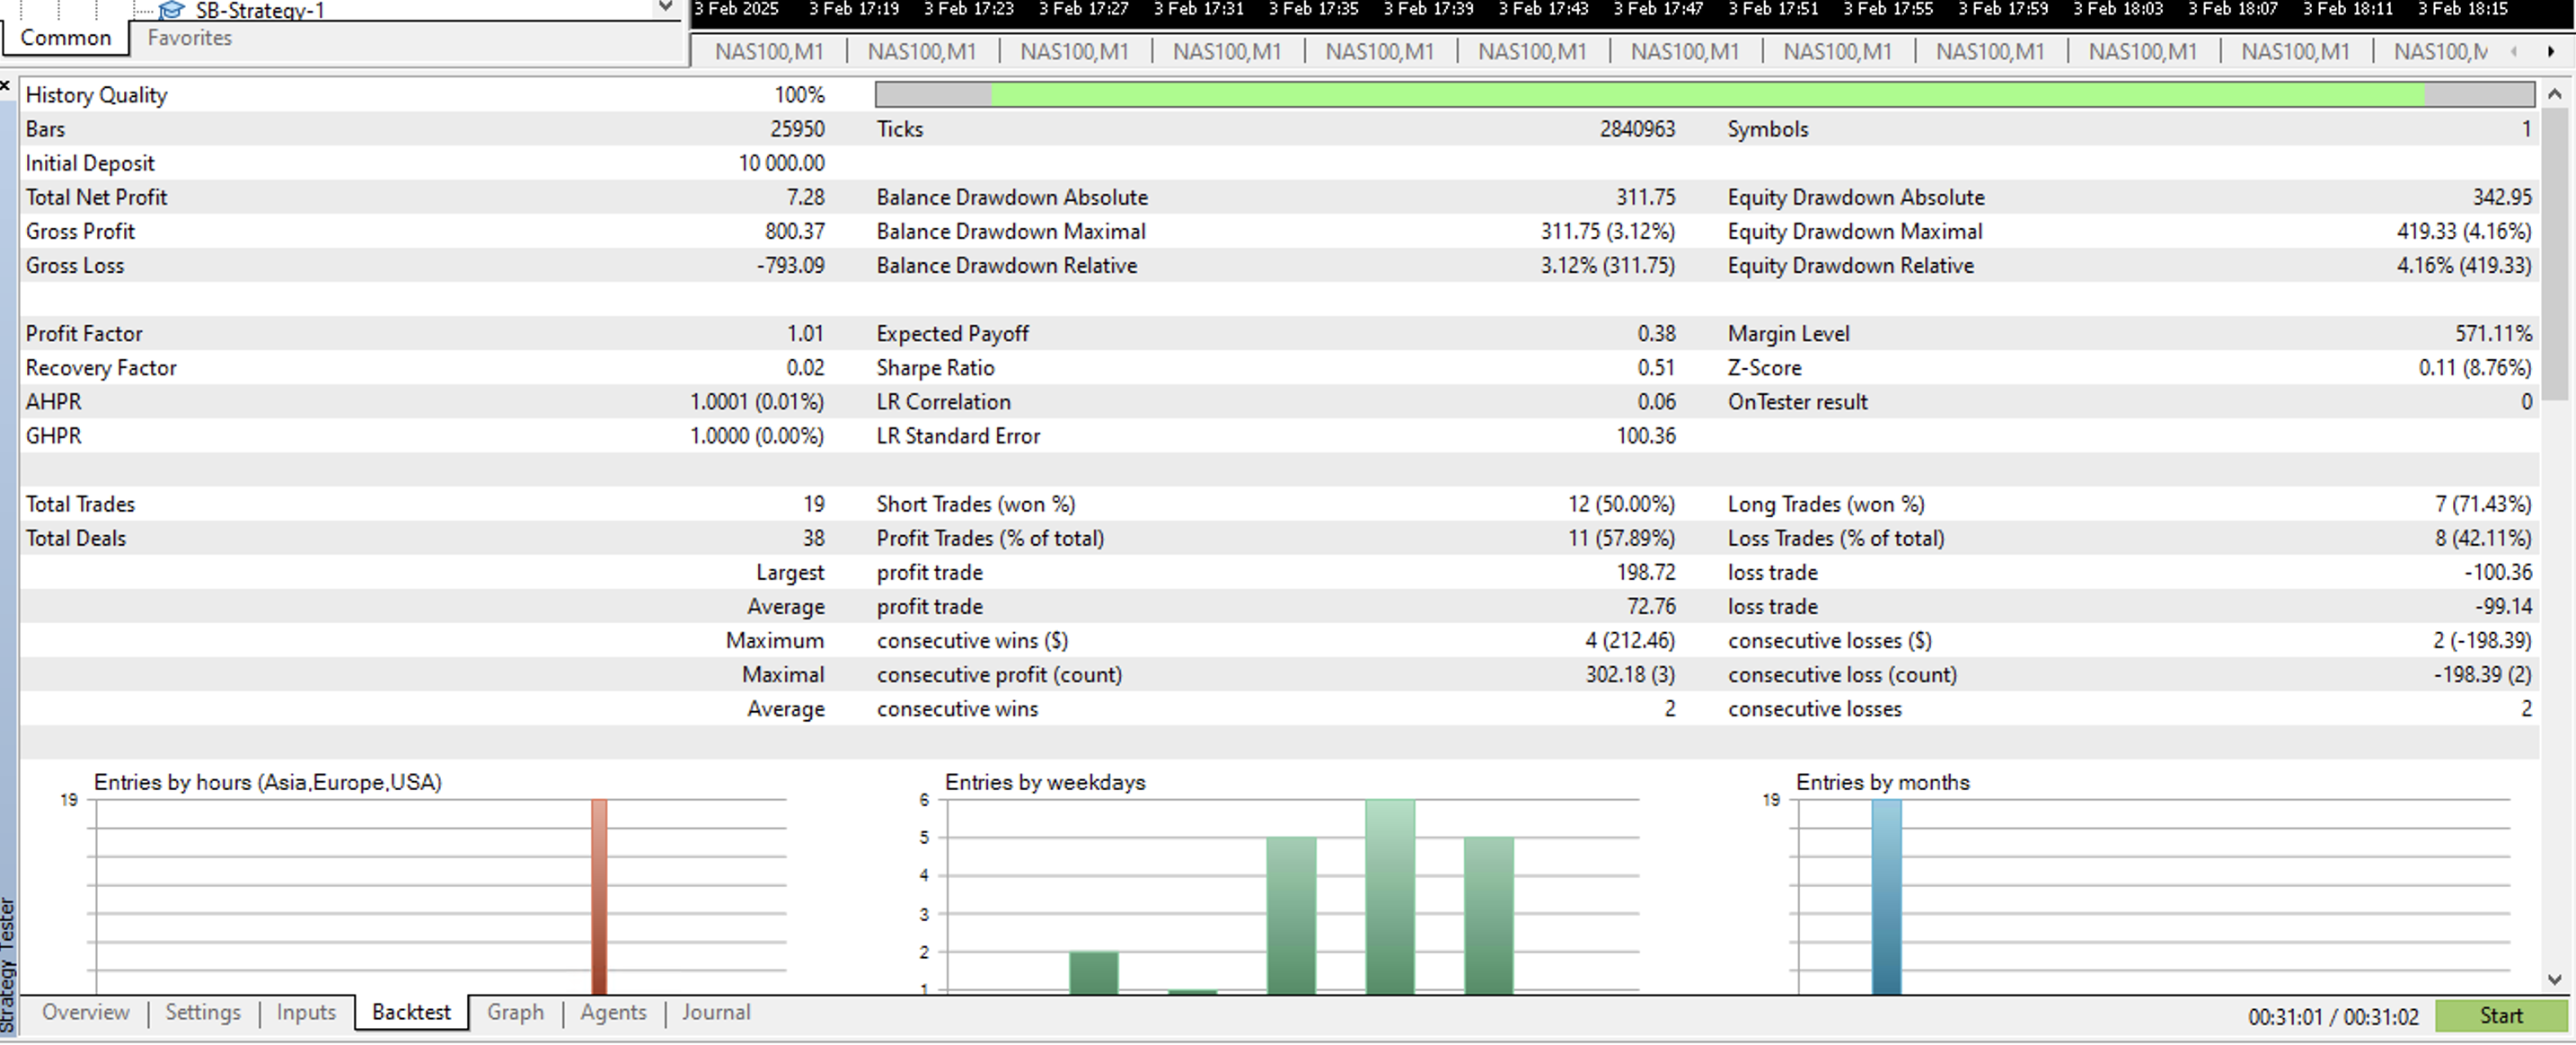 SB-Strategy-1
3 Feb 2025 3 Feb 17:19 3 Feb 17:23 3 Feb 17:27 3 Feb 17:31 3 Feb 17:35 3 Feb 17:39 3 Feb 17:43 3 Feb 17:47 3 Feb 17:51 3 Feb 17:55 3 Feb 17:59 3 Feb 18:03 3 Feb 18:07 3 Feb 18:11 3 Feb 18:15
Common Favorites
NAS100,M1 | NAS100,M1 | NAS100,M1 | NAS100,M1 | NAS100,M1 | NAS100,M1 | NAS100,M1 | NAS100,M1 | NAS100,M1 | NAS100,M1 | NAS100,M1 | NAS100,M
History Quality 100%
Bars 25950 Ticks 2840963 Symbols 1
Initial Deposit 10 000.00
Total Net Profit 7.28 Balance Drawdown Absolute 311.75 Equity Drawdown Absolute 342.95
Gross Profit 800.37 Balance Drawdown Maximal 311.75 (3.12%) Equity Drawdown Maximal 419.33 (4.16%)
Gross Loss -793.09 Balance Drawdown Relative 3.12% (311.75) Equity Drawdown Relative 4.16% (419.33)
Profit Factor 1.01 Expected Payoff 0.38 Margin Level 571.11%
Recovery Factor 0.02 Sharpe Ratio 0.51 Z-Score 0.11 (8.76%)
AHPR 1.0001 (0.01%) LR Correlation 0.06 OnTester result 0
GHPR 1.0000 (0.00%) LR Standard Error 100.36
Total Trades 19 Short Trades (won %) 12 (50.00%) Long Trades (won %) 7 (71.43%)
Total Deals 38 Profit Trades (% of total) 11 (57.89%) Loss Trades (% of total) 8 (42.11%)
Largest profit trade 198.72 loss trade -100.36
Average profit trade 72.76 loss trade -99.14
Maximum consecutive wins ($) 4 (212.46) consecutive losses ($) 2 (-198.39)
Maximal consecutive profit (count) 302.18 (3) consecutive loss (count) -198.39 (2)
Average consecutive wins 2 consecutive losses 2
Entries by hours (Asia,Europe,USA) Entries by weekdays Entries by months
19 6 19
5
4
3
2
1
Strategy Tester
Overview | Settings | Inputs Backtest Graph | Agents | Journal
00:31:01 / 00:31:02 Start